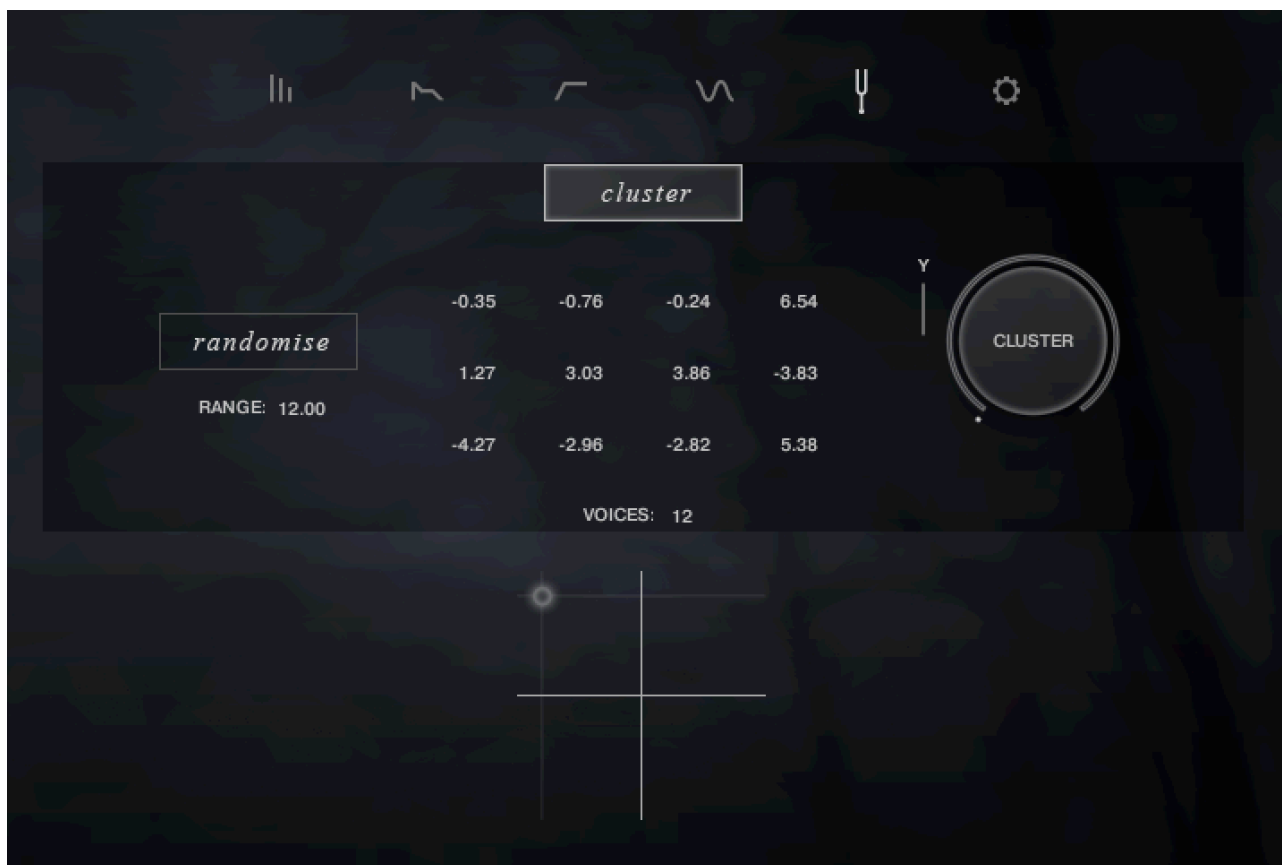 cluster
Y
-0.35 -0.76 -0.24 6.54
randomise
CLUSTER
1.27 3.03 3.86 -3.83
RANGE: 12.00
-4.27 -2.96 -2.82 5.38
VOICES: 12